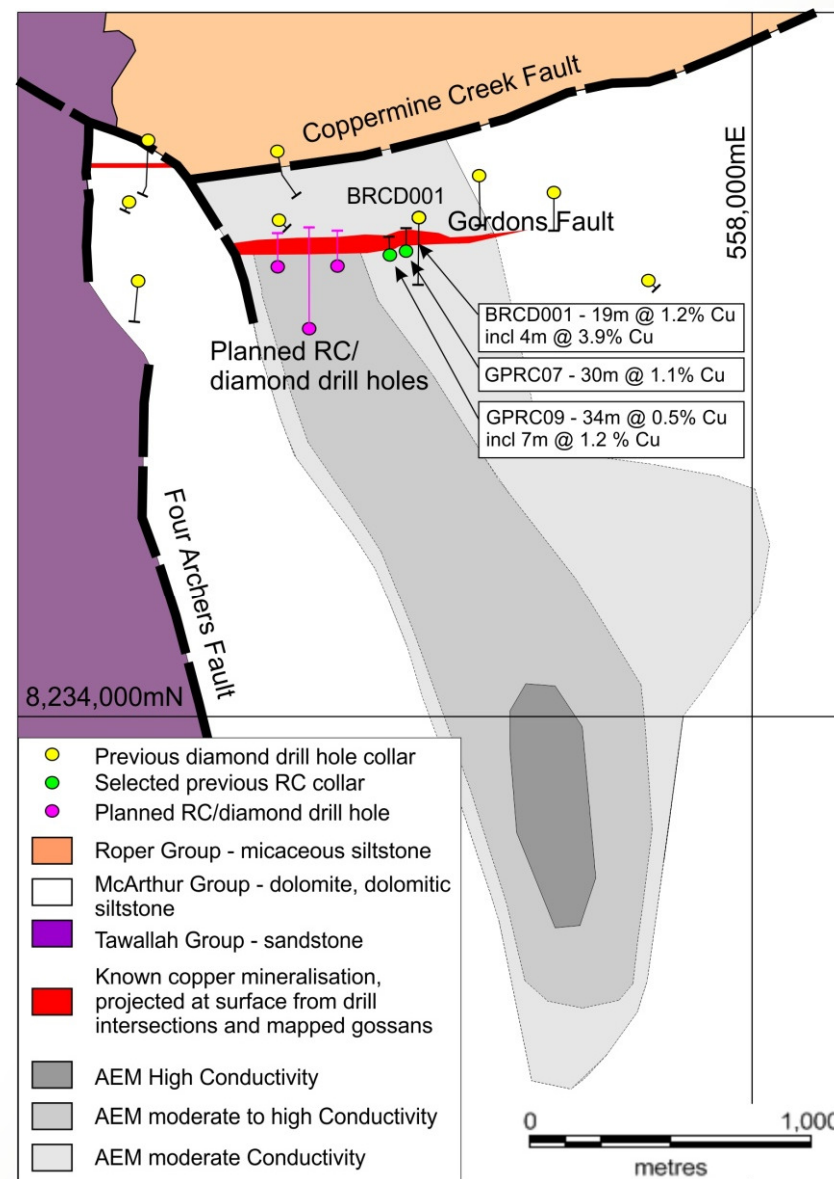 Coppermine Creek Fault
BRCD001
Gordons Fault
558,000mE
BRCD001 - 19m @ 1.2% Cu
incl 4m @ 3.9% Cu
GPRC07 - 30m @ 1.1% Cu
GPRC09 - 34m @ 0.5% Cu
incl 7m @ 1.2 % Cu
Planned RC/
diamond drill holes
Four Archers Fault
8,234,000mN
Previous diamond drill hole collar
Selected previous RC collar
Planned RC/diamond drill hole
Roper Group - micaceous siltstone
McArthur Group - dolomite, dolomitic
siltstone
Tawallah Group - sandstone
Known copper mineralisation,
projected at surface from drill
intersections and mapped gossans
AEM High Conductivity
AEM moderate to high Conductivity
AEM moderate Conductivity
0 1,000
metres